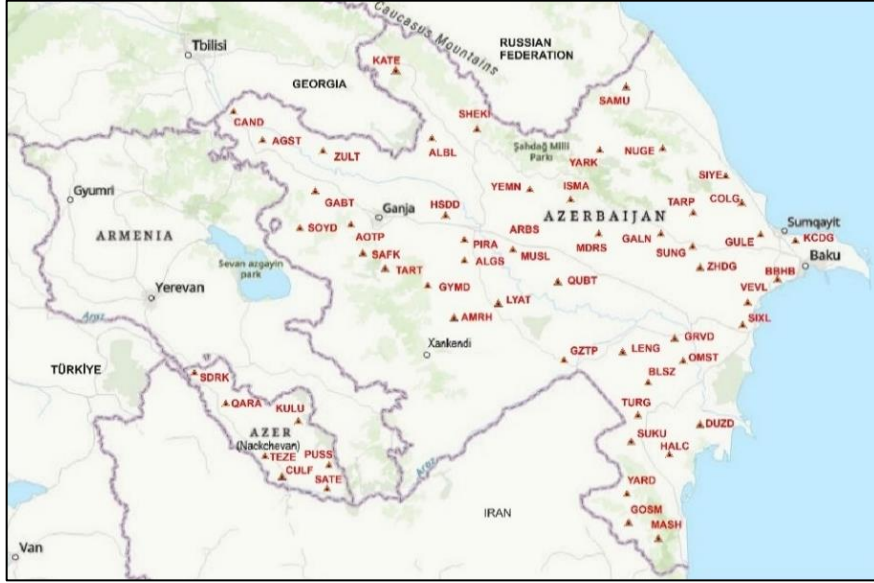 Caucasus Mountains
RUSSIAN
FEDERATION
Tbilisi
KATE
GEORGIA
SAMU
CAND
SHEKI
AGST
ALBL
ZULT
Şahdağ Milli
Parkı
YARK
NUGE
SIYE
Gyumri
GABT
YEMN
ISMA
COLG
TARP
Ganja
HSDD
AZERBAIJAN
SOYD
AOTP
ARBS
Sumqayit
ARMENIA
PIRA
MDRS
GALN
GULE
KCDG
SAFK
ALGS
MUSL
SUNG
Sevan azgayin
park
TART
ZHDG
Baku
BBHB
GYMD
QUBT
VEVL
Yerevan
LYAT
Araz
AMRH
SIXL
GRVD
Xankendi
GZTP
LENG
OMST
TÜRKİYE
SDRK
BLSZ
QARA
KULU
TURG
DUZD
AZER
(Nackchevan)
SUKU
HALC
TEZE
PUSS
CULF
Araz
SATE
YARD
IRAN
GOSM
MASH
Van